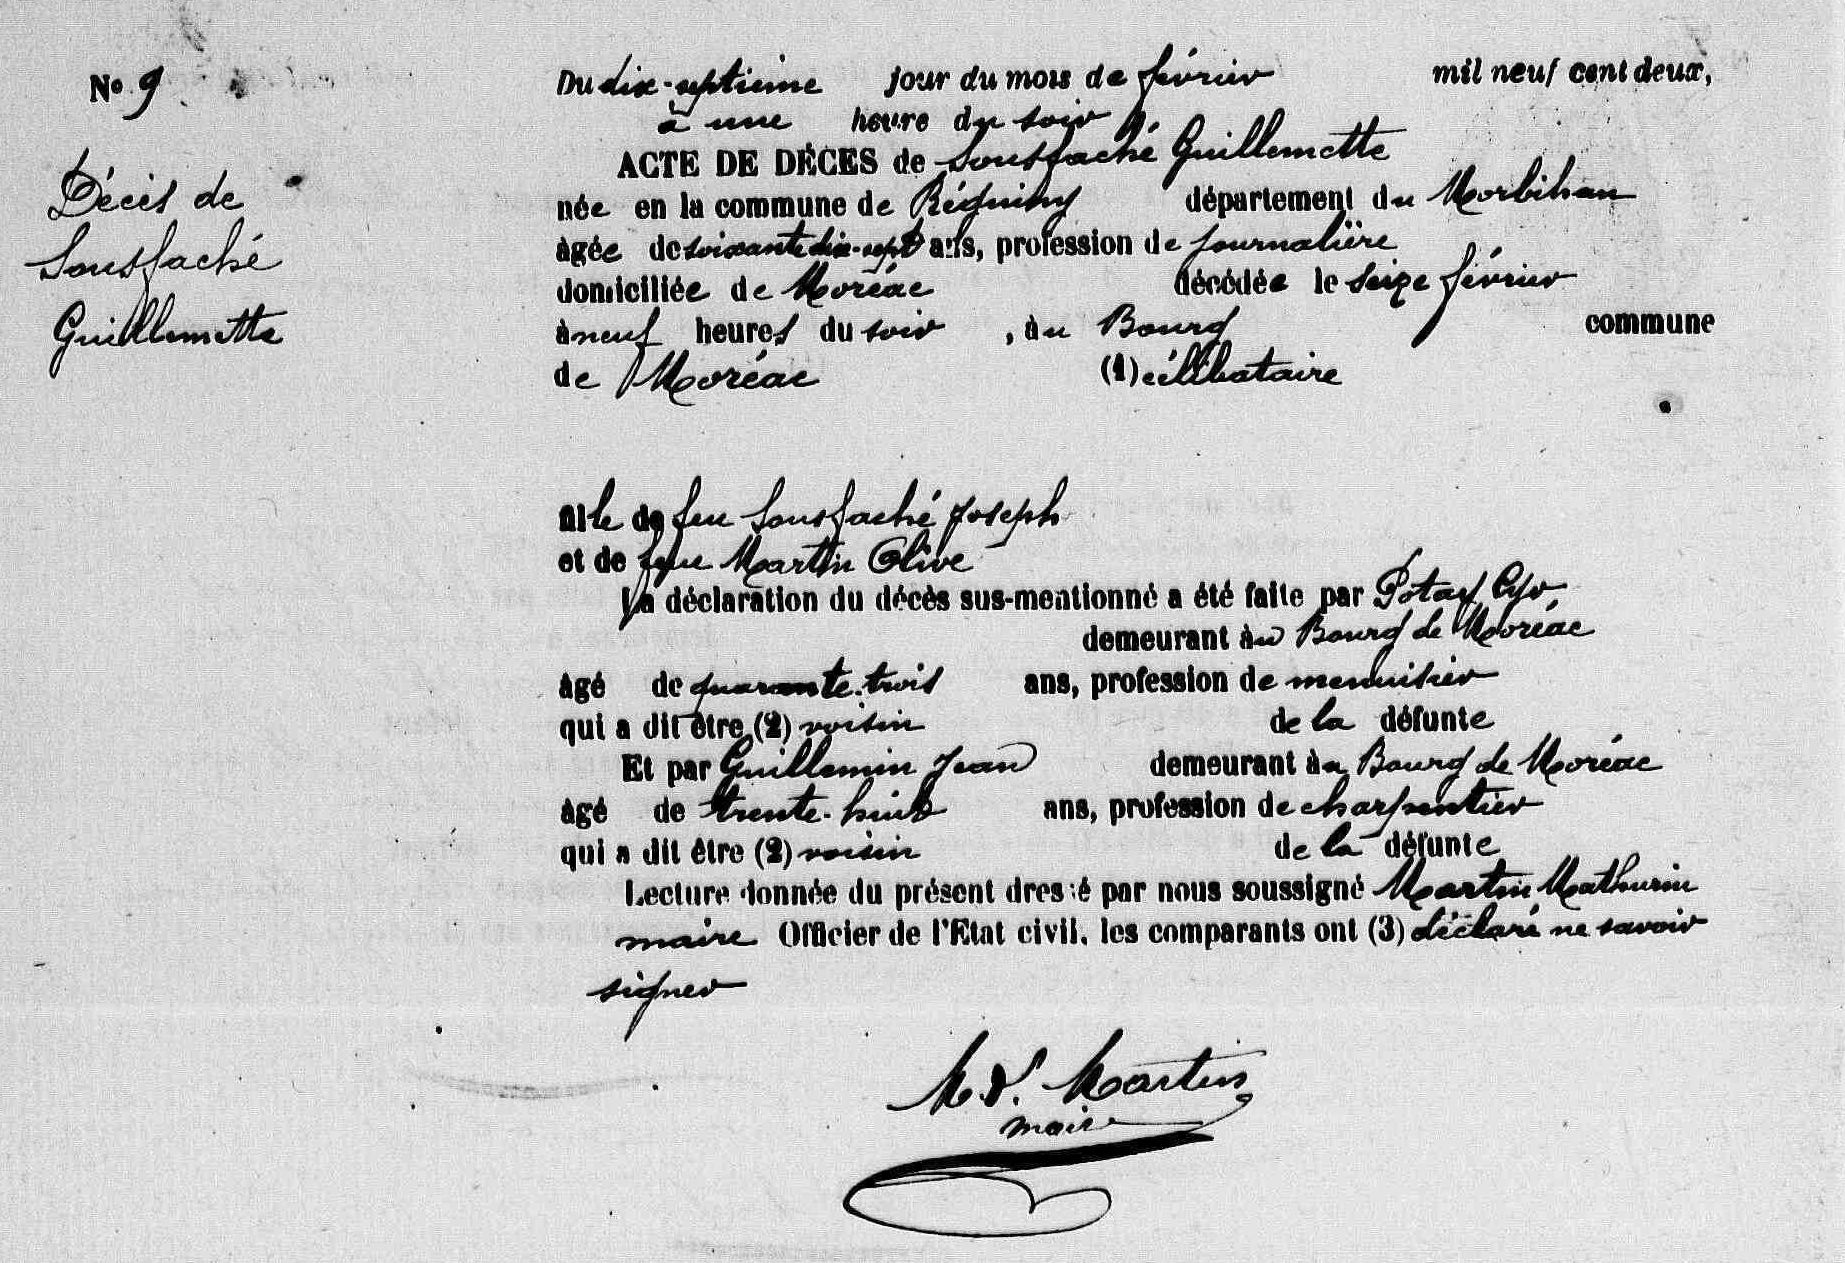 No 9
Du dix-septième jour du mois de février mil neuf cent deux,
à une heure du soir
Décès de
Sousfaché
Guillemette
ACTE DE DÉCÈS de Sousfaché Guillemette
née en la commune de Réguiny département du Morbihan
âgée de soixante dix-sept ans, profession de journalière
domiciliée de Moréac décédée le seize février
à neuf heures du soir, au Bourg commune
de Moréac (1) célibataire
fille de feu Sousfaché Joseph
et de feue Martin Olive
La déclaration du décès sus-mentionné a été faite par Potay Cyr
demeurant au Bourg de Moréac
âgé de quarante-trois ans, profession de menuisier
qui a dit être (2) voisin de la défunte
Et par Guillemin Jean demeurant au Bourg de Moréac
âgé de trente-huit ans, profession de charpentier
qui a dit être (2) voisin de la défunte
Lecture donnée du présent dressé par nous soussigné Martin Mathurin
maire Officier de l'Etat civil, les comparants ont (3) déclaré ne savoir
signer
Martin
maire